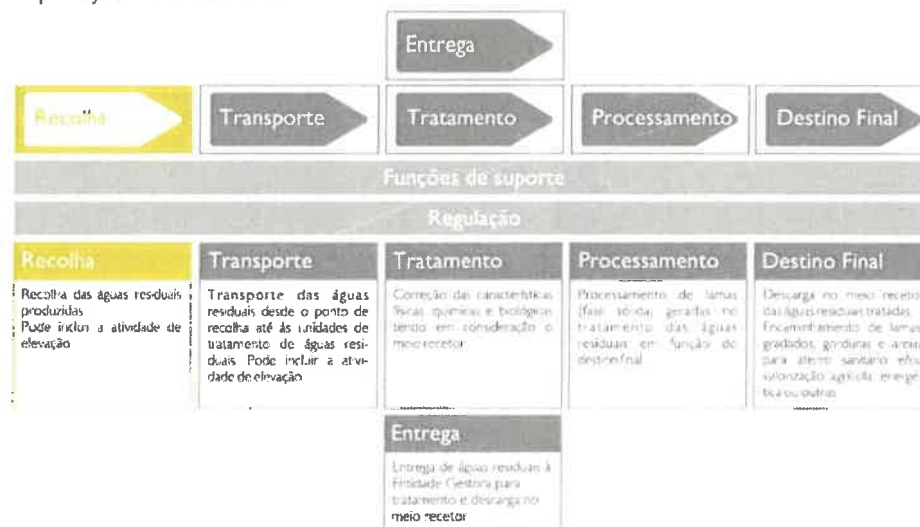 Entrega
Recolha
Transporte
Tratamento
Processamento
Destino Final
Funções de suporte
Regulação
Recolha
Recolha das águas residuais
produzidas
Pode incluir a atividade de
elevação
Transporte
Transporte das águas
residuais desde o ponto de
recolha até às unidades de
tratamento de águas resi-
duais. Pode incluir a ativi-
dade de elevação
Tratamento
Correção das características
físicas, químicas e biológicas
tendo em consideração o
meio recetor
Processamento
Processamento de lamas
(fase sólida) geradas no
tratamento das águas
residuais em função do
destino final
Destino Final
Descarga no meio recetor
das águas residuais tratadas
Encaminhamento de lamas,
gradados, gorduras e areias
para aterro sanitário e/ou
valorização agrícola, energé-
tica ou outras
Entrega
Entrega de águas residuais à
Entidade Gestora para
tratamento e descarga no
meio recetor